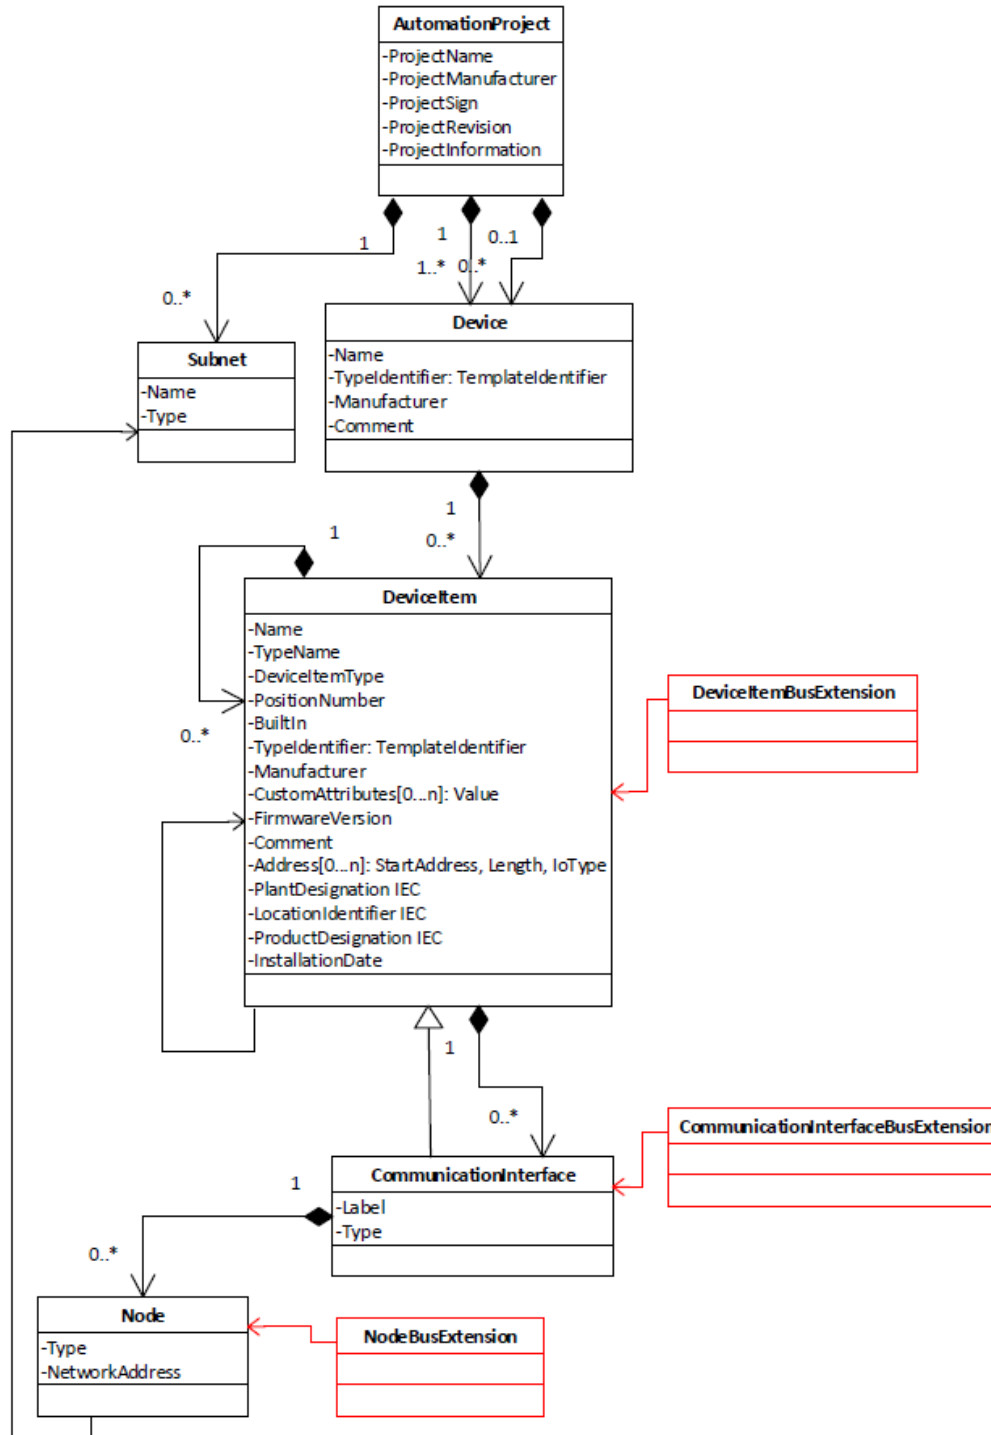 AutomationProject
-ProjectName
-ProjectManufacturer
-ProjectSign
-ProjectRevision
-ProjectInformation
1
1
0..1
1..*
0..*
0..*
Device
-Name
-TypeIdentifier: TemplateIdentifier
-Manufacturer
-Comment
Subnet
-Name
-Type
1
0..*
1
0..*
DeviceItem
-Name
-TypeName
-DeviceItemType
-PositionNumber
-BuiltIn
-TypeIdentifier: TemplateIdentifier
-Manufacturer
-CustomAttributes[0...n]: Value
-FirmwareVersion
-Comment
-Address[0...n]: StartAddress, Length, IoType
-PlantDesignation IEC
-LocationIdentifier IEC
-ProductDesignation IEC
-InstallationDate
DeviceItemBusExtension
1
0..*
CommunicationInterface
-Label
-Type
CommunicationInterfaceBusExtension
1
0..*
Node
-Type
-NetworkAddress
NodeBusExtension